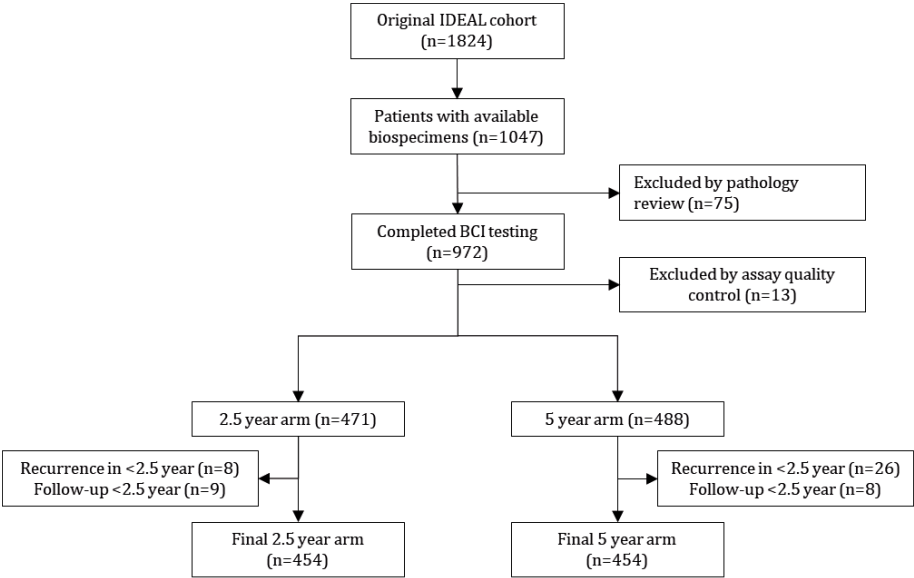 Original IDEAL cohort
(n=1824)
Patients with available
biospecimens (n=1047)
Excluded by pathology
review (n=75)
Completed BCI testing
(n=972)
Excluded by assay quality
control (n=13)
2.5 year arm (n=471)
5 year arm (n=488)
Recurrence in <2.5 year (n=8)
Follow-up <2.5 year (n=9)
Recurrence in <2.5 year (n=26)
Follow-up <2.5 year (n=8)
Final 2.5 year arm
(n=454)
Final 5 year arm
(n=454)